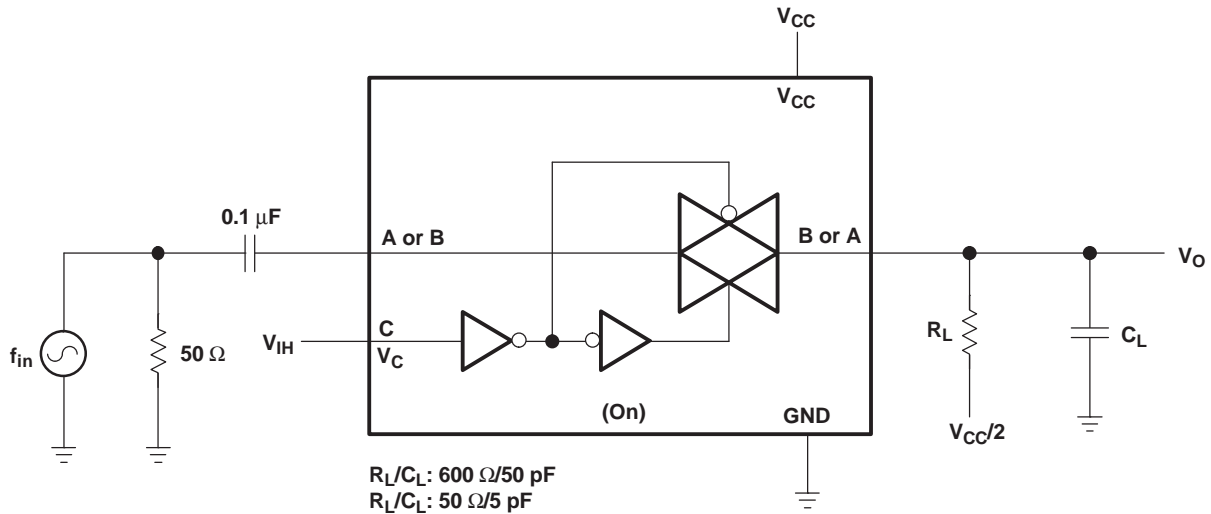 VCC
VCC
0.1 μF
A or B
B or A
VO
fin
50 Ω
VIH
C
VC
RL
CL
(On)
GND
VCC/2
RL/CL: 600 Ω/50 pF
RL/CL: 50 Ω/5 pF